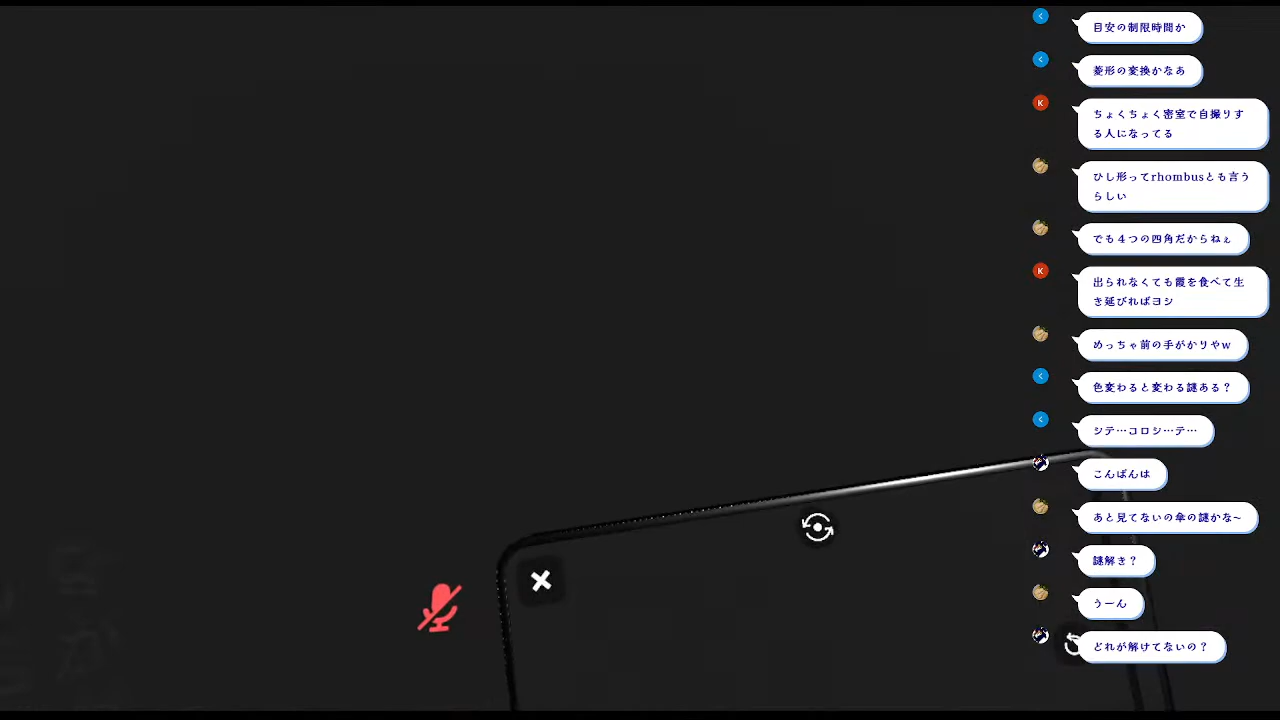 目安の制限時間か
菱形の変換かなあ
K
ちょくちょく密室で自撮りす
る人になってる
ひし形ってrhombusとも言う
らしい
でも４つの四角だからねぇ
K
出られなくても霞を食べて生
き延びればヨシ
めっちゃ前の手がかりやw
色変わると変わる謎ある？
シテ…コロシ…テ…
こんばんは
あと見てないの傘の謎かな~
謎解き？
うーん
どれが解けてないの？